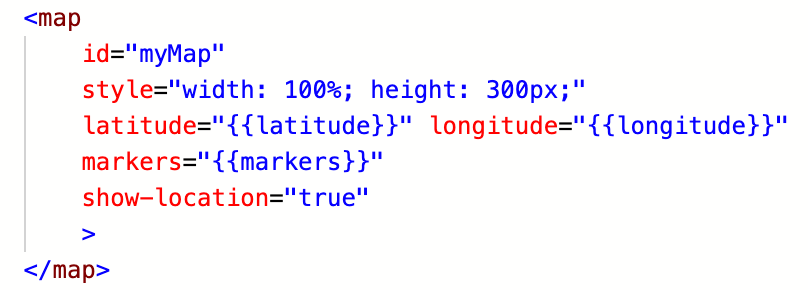 <map
id="myMap"
style="width: 100%; height: 300px;"
latitude="{{latitude}}" longitude="{{longitude}}"
markers="{{markers}}"
show-location="true"
>
</map>